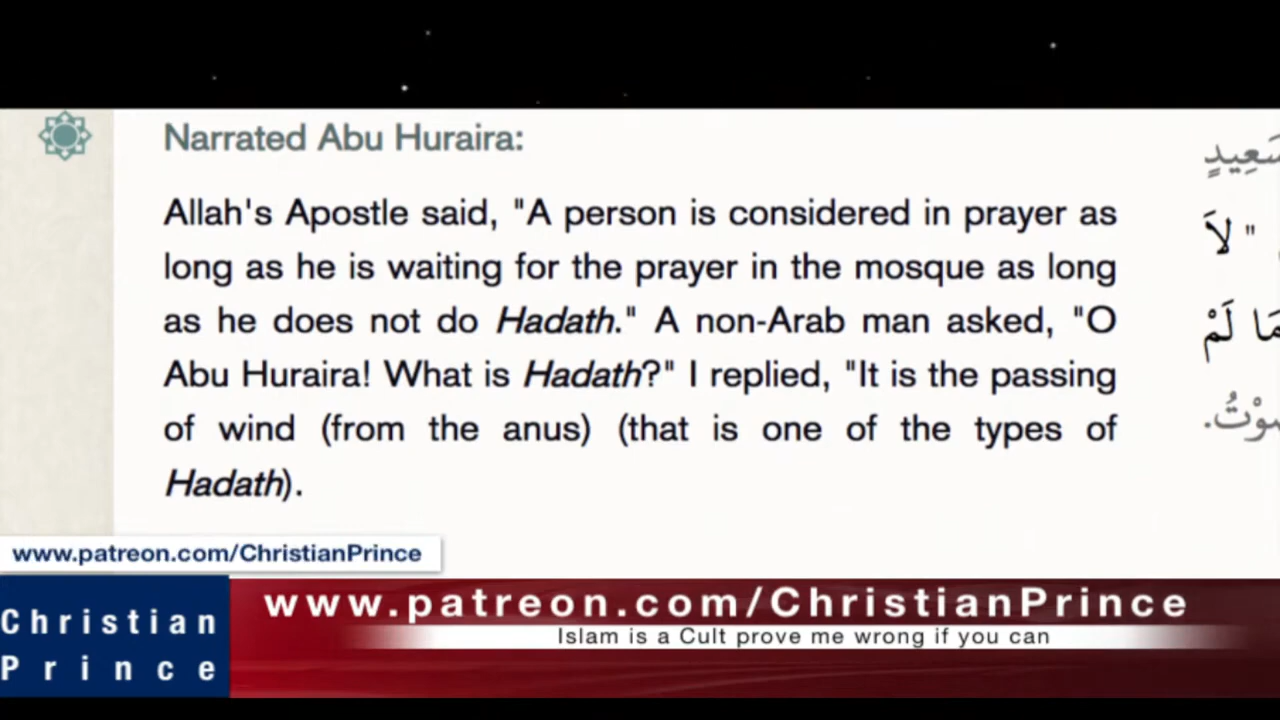 Narrated Abu Huraira:
Allah's Apostle said, "A person is considered in prayer as
long as he is waiting for the prayer in the mosque as long
as he does not do Hadath." A non-Arab man asked, "O
Abu Huraira! What is Hadath?" I replied, "It is the passing
of wind (from the anus) (that is one of the types of
Hadath).
" لاَ
مَا لَمْ
www.patreon.com/ChristianPrince
Christian
Prince
www.patreon.com/ChristianPrince
Islam is a Cult prove me wrong if you can